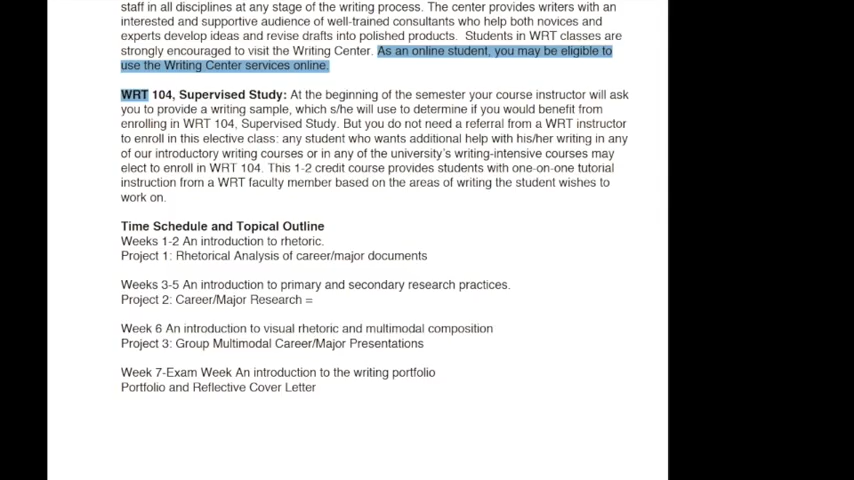 staff in all disciplines at any stage of the writing process. The center provides writers with an
interested and supportive audience of well-trained consultants who help both novices and
experts develop ideas and revise drafts into polished products.  Students in WRT classes are
strongly encouraged to visit the Writing Center. As an online student, you may be eligible to
use the Writing Center services online.
WRT 104, Supervised Study: At the beginning of the semester your course instructor will ask
you to provide a writing sample, which s/he will use to determine if you would benefit from
enrolling in WRT 104, Supervised Study. But you do not need a referral from a WRT instructor
to enroll in this elective class: any student who wants additional help with his/her writing in any
of our introductory writing courses or in any of the university's writing-intensive courses may
elect to enroll in WRT 104. This 1-2 credit course provides students with one-on-one tutorial
instruction from a WRT faculty member based on the areas of writing the student wishes to
work on.
Time Schedule and Topical Outline
Weeks 1-2 An introduction to rhetoric.
Project 1: Rhetorical Analysis of career/major documents
Weeks 3-5 An introduction to primary and secondary research practices.
Project 2: Career/Major Research =
Week 6 An introduction to visual rhetoric and multimodal composition
Project 3: Group Multimodal Career/Major Presentations
Week 7-Exam Week An introduction to the writing portfolio
Portfolio and Reflective Cover Letter